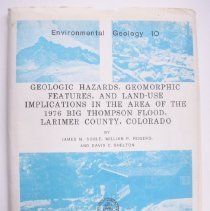 Environmental Geology 10
GEOLOGIC HAZARDS, GEOMORPHIC
FEATURES, AND LAND-USE
IMPLICATIONS IN THE AREA OF THE
1976 BIG THOMPSON FLOOD,
LARIMER COUNTY, COLORADO
BY
JAMES M. SOULE, WILLIAM P. ROGERS,
AND DAVID C. SHELTON